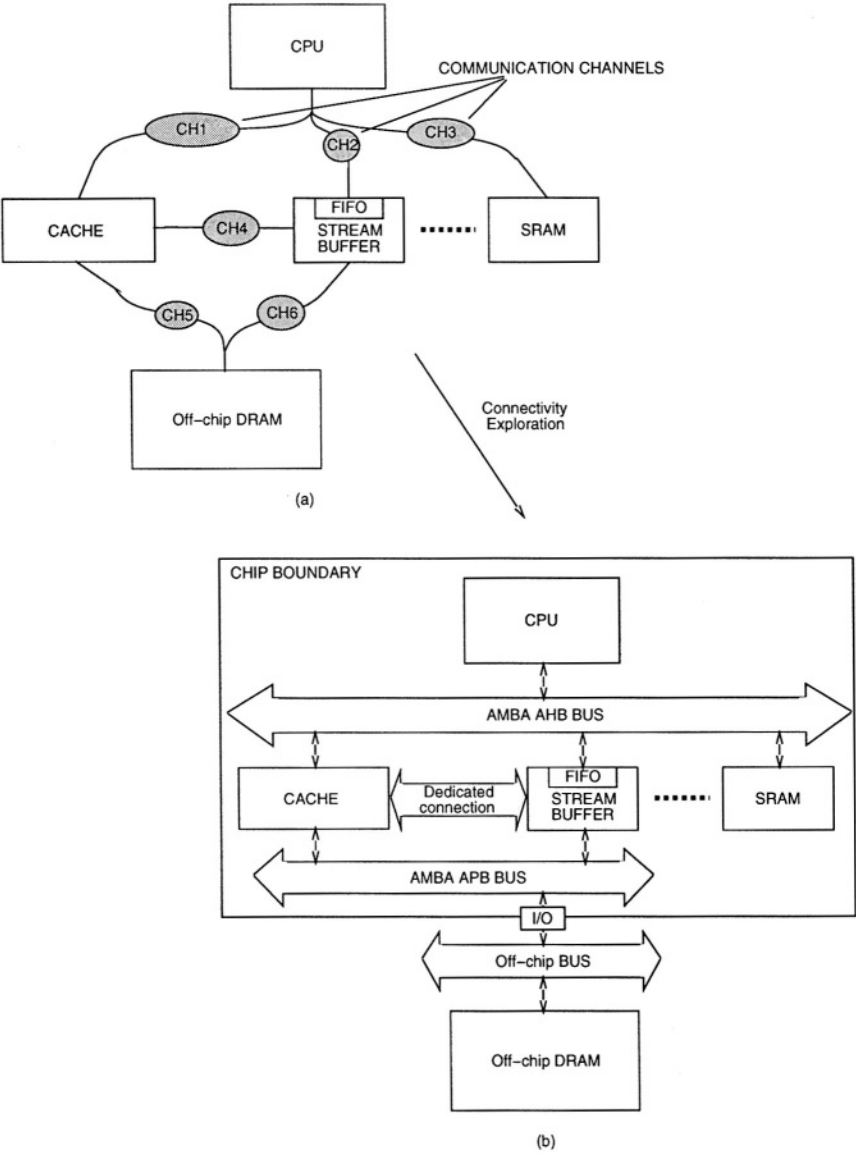 CPU
COMMUNICATION CHANNELS
CH1
CH2
CH3
CACHE
CH4
FIFO
STREAM
BUFFER
SRAM
CH5
CH6
Off-chip DRAM
Connectivity
Exploration
(a)
CHIP BOUNDARY
CPU
AMBA AHB BUS
CACHE
Dedicated
connection
FIFO
STREAM
BUFFER
SRAM
AMBA APB BUS
I/O
Off-chip BUS
Off-chip DRAM
(b)